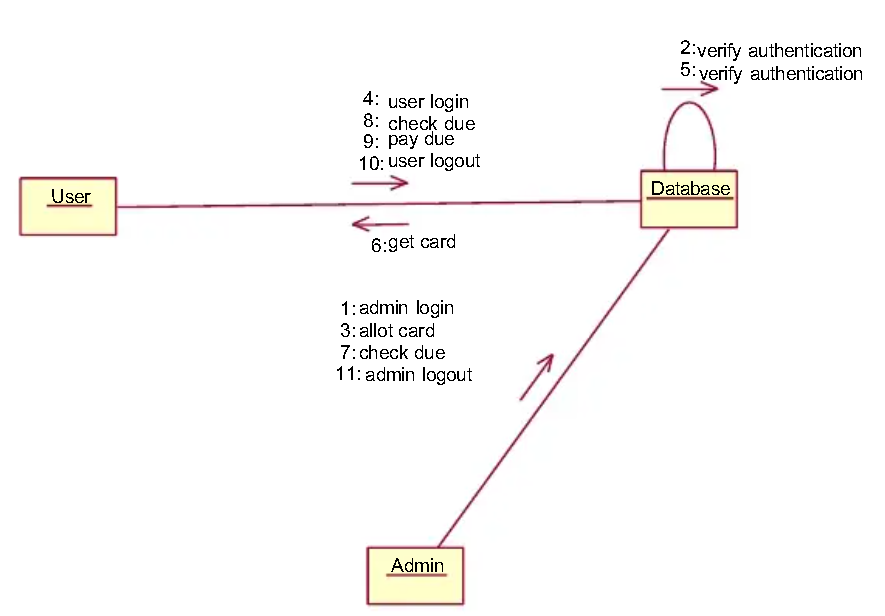 2:verify authentication
5:verify authentication
4: user login
8: check due
9: pay due
10:user logout
User
Database
6:get card
1:admin login
3:allot card
7:check due
11:admin logout
Admin